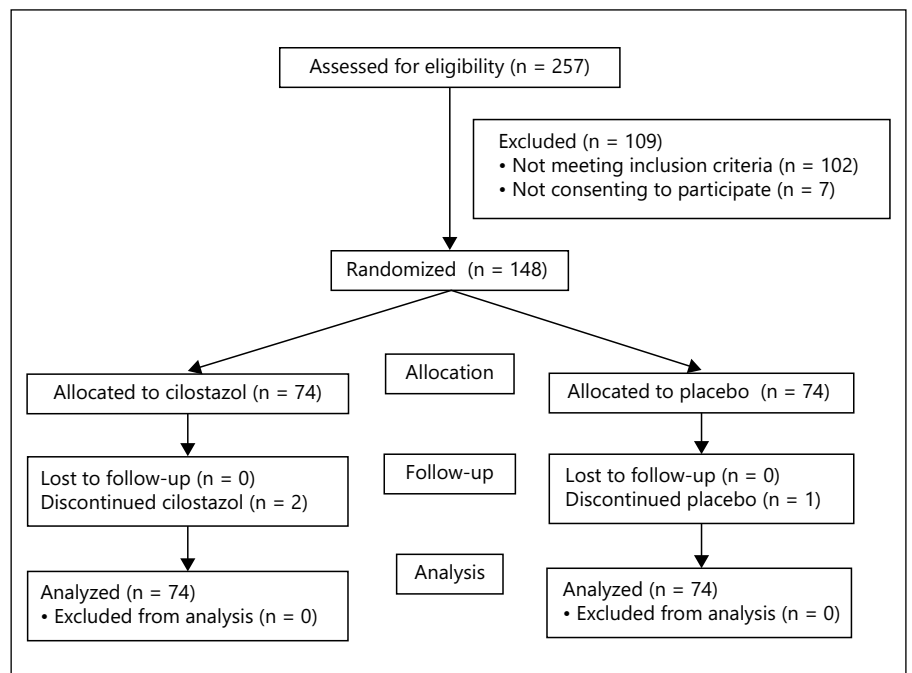 Assessed for eligibility (n = 257)
Excluded (n = 109)
• Not meeting inclusion criteria (n = 102)
• Not consenting to participate (n = 7)
Randomized (n = 148)
Allocation
Allocated to cilostazol (n = 74)
Allocated to placebo (n = 74)
Follow-up
Lost to follow-up (n = 0)
Discontinued cilostazol (n = 2)
Lost to follow-up (n = 0)
Discontinued placebo (n = 1)
Analysis
Analyzed (n = 74)
• Excluded from analysis (n = 0)
Analyzed (n = 74)
• Excluded from analysis (n = 0)